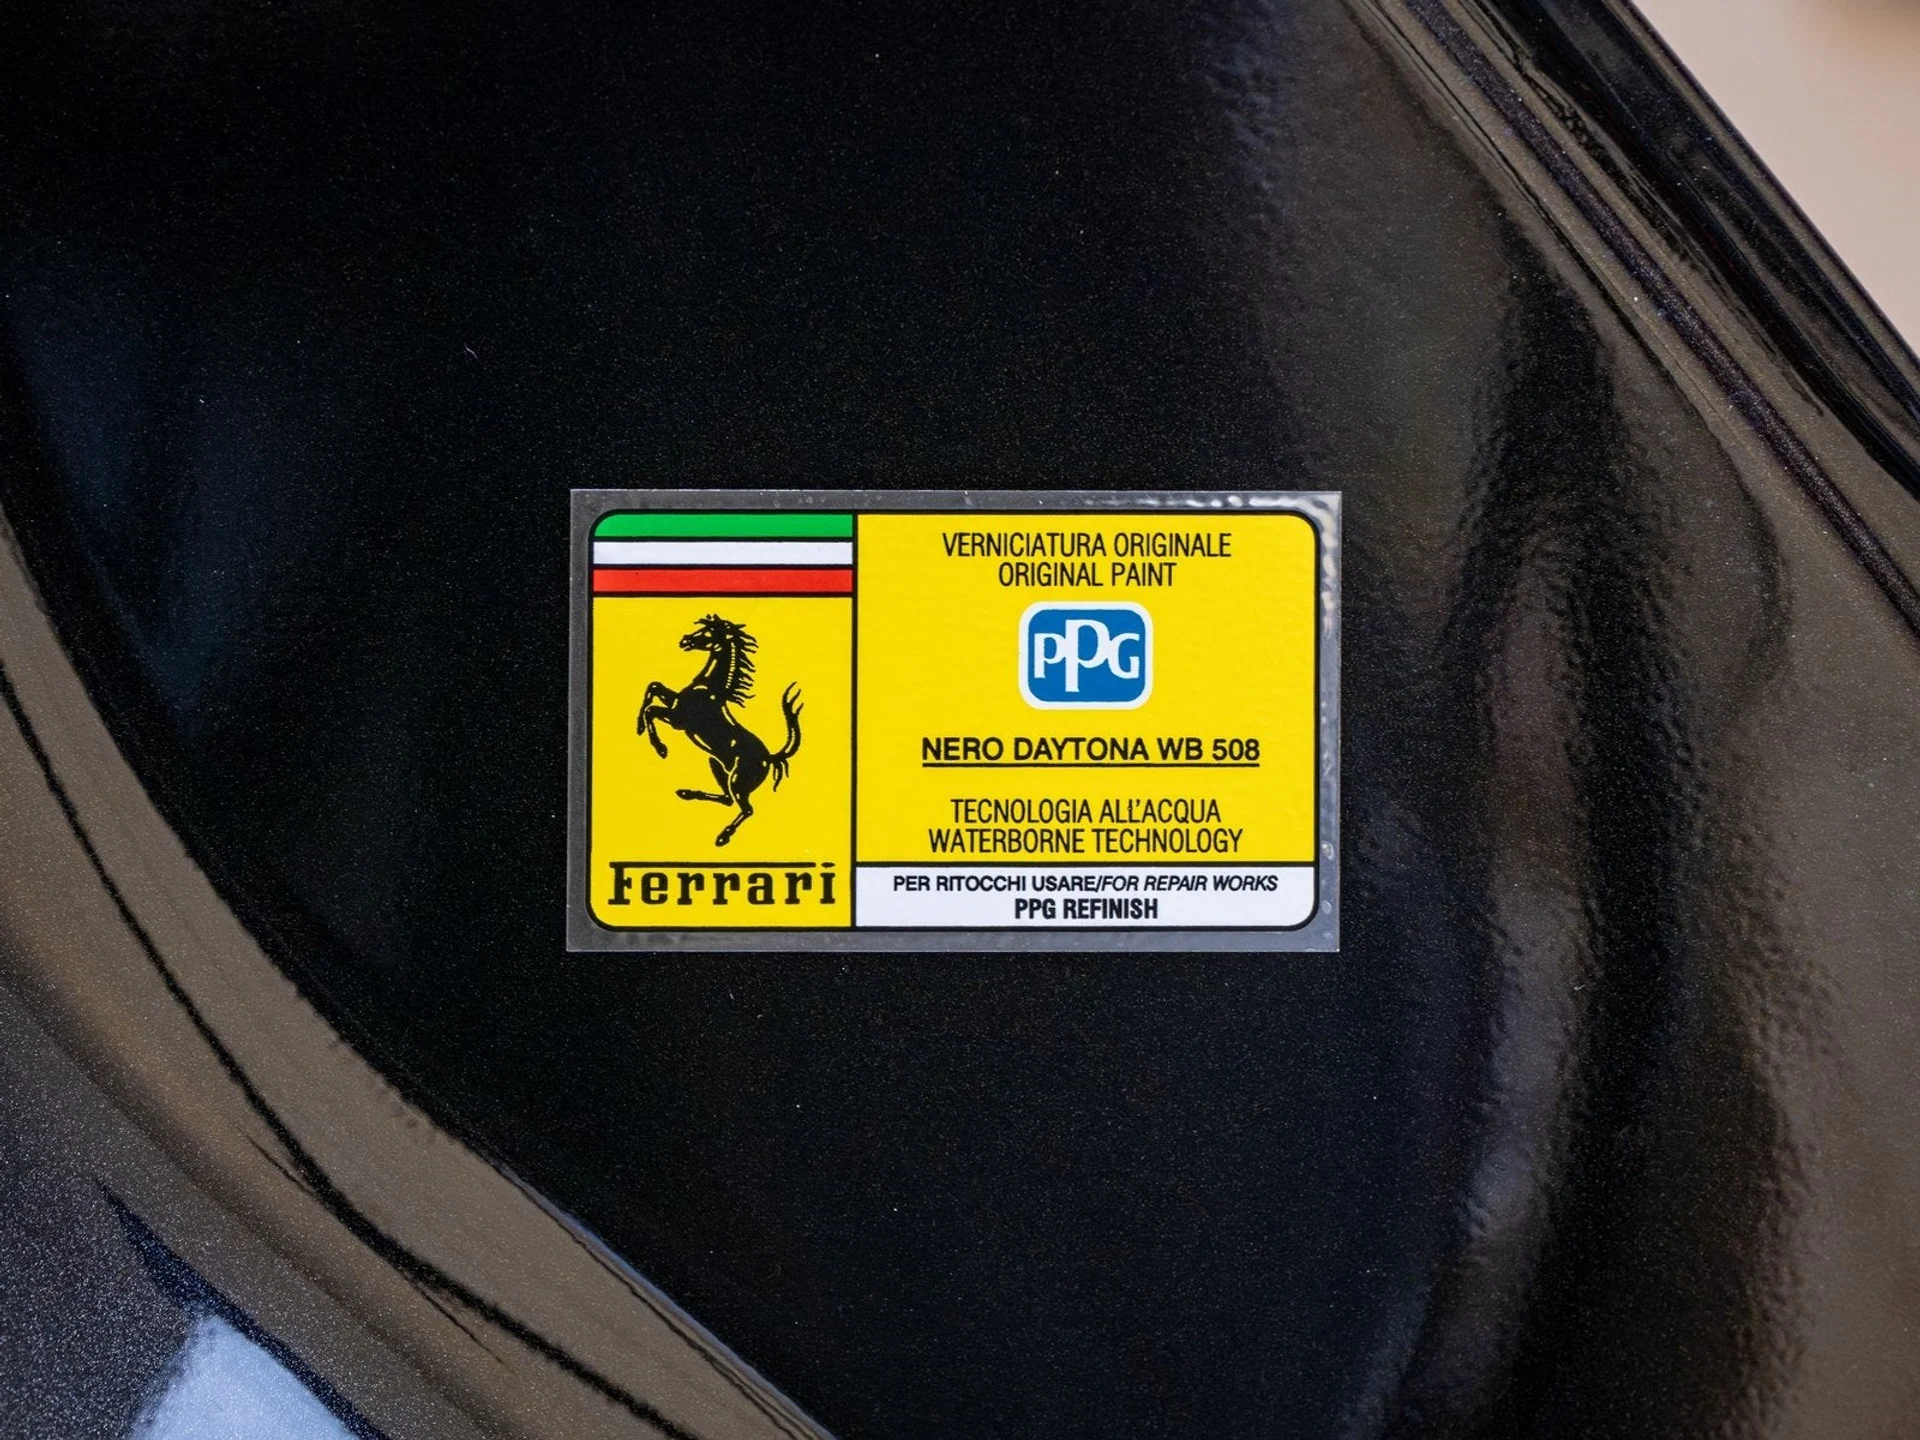 Ferrari
VERNICIATURA ORIGINALE
ORIGINAL PAINT
PPG
NERO DAYTONA WB 508
TECNOLOGIA ALL'ACQUA
WATERBORNE TECHNOLOGY
PER RITOCCHI USARE/FOR REPAIR WORKS
PPG REFINISH